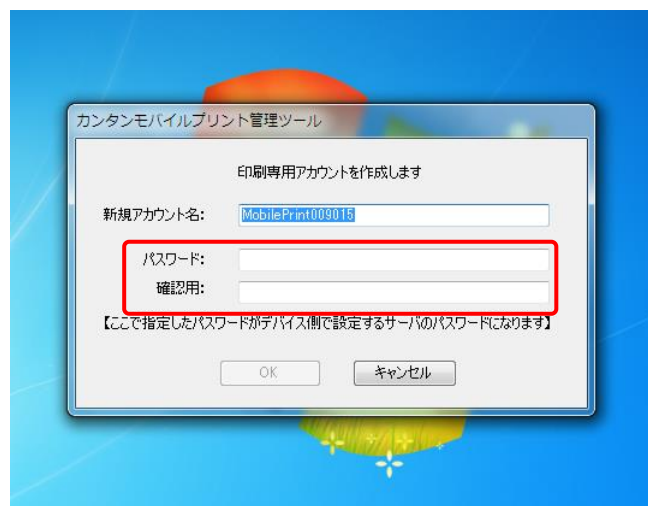 カンタンモバイルプリント管理ツール
印刷専用アカウントを作成します
新規アカウント名: MobilePrint009015
パスワード:
確認用:
【ここで指定したパスワードがデバイス側で設定するサーバのパスワードになります】
OK キャンセル